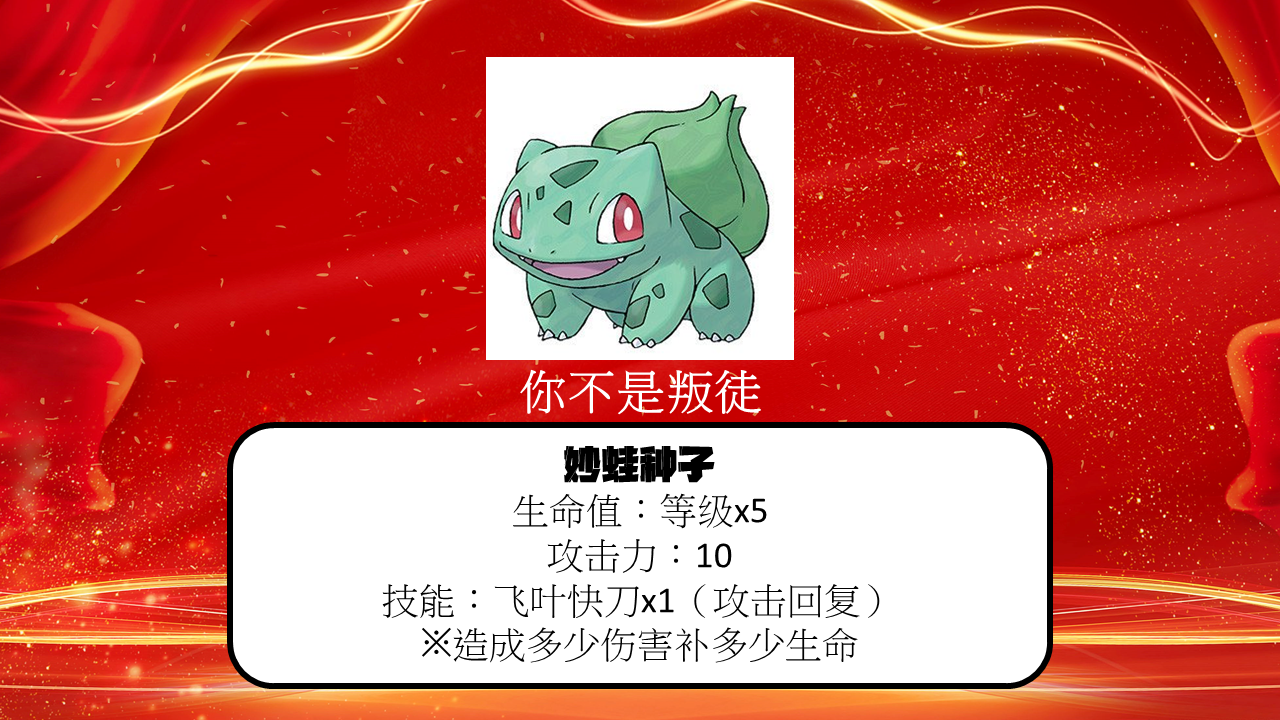 你不是叛徒
妙蛙种子
生命值：等级x5
攻击力：10
技能：飞叶快刀x1（攻击回复）
※造成多少伤害补多少生命